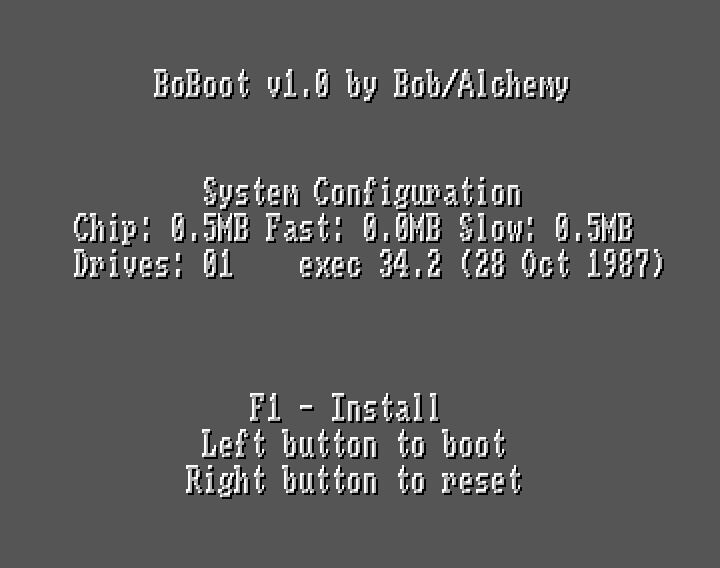 BoBoot v1.0 by Bob/Alchemy
System Configuration
Chip: 0.5MB Fast: 0.0MB Slow: 0.5MB
Drives: 01 exec 34.2 (28 Oct 1987)
F1 - Install
Left button to boot
Right button to reset